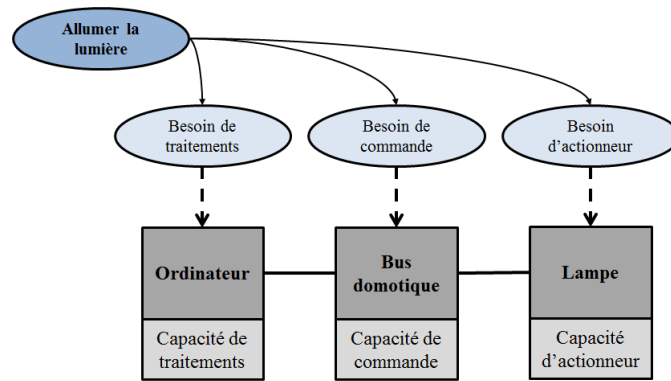 Allumer la
lumière
Besoin de
traitements
Besoin de
commande
Besoin
d'actionneur
Ordinateur
Bus
domotique
Lampe
Capacité de
traitements
Capacité de
commande
Capacité
d'actionneur